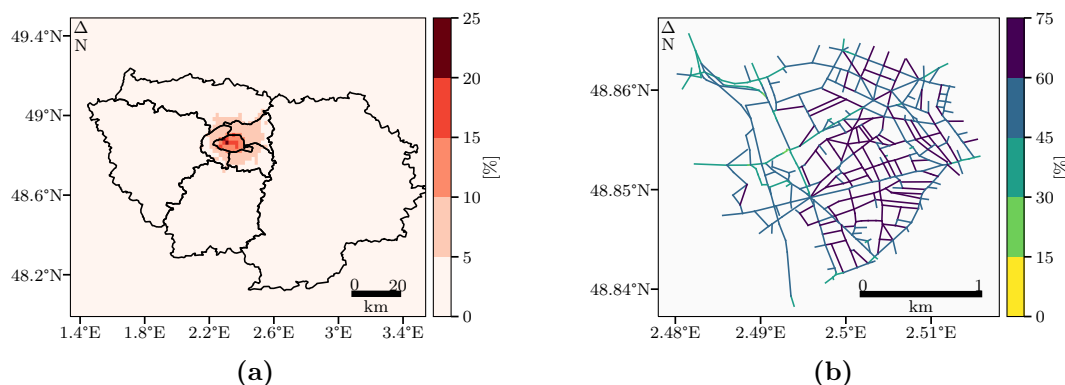 Δ
N
49.4°N
49°N
48.6°N
48.2°N
1.4°E 1.8°E 2.2°E 2.6°E 3°E 3.4°E
0 20
km
25
20
15
10
5
0
[%]
(a)
Δ
N
48.86°N
48.85°N
48.84°N
2.48°E 2.49°E 2.5°E 2.51°E
0 1
km
75
60
45
30
15
0
[%]
(b)